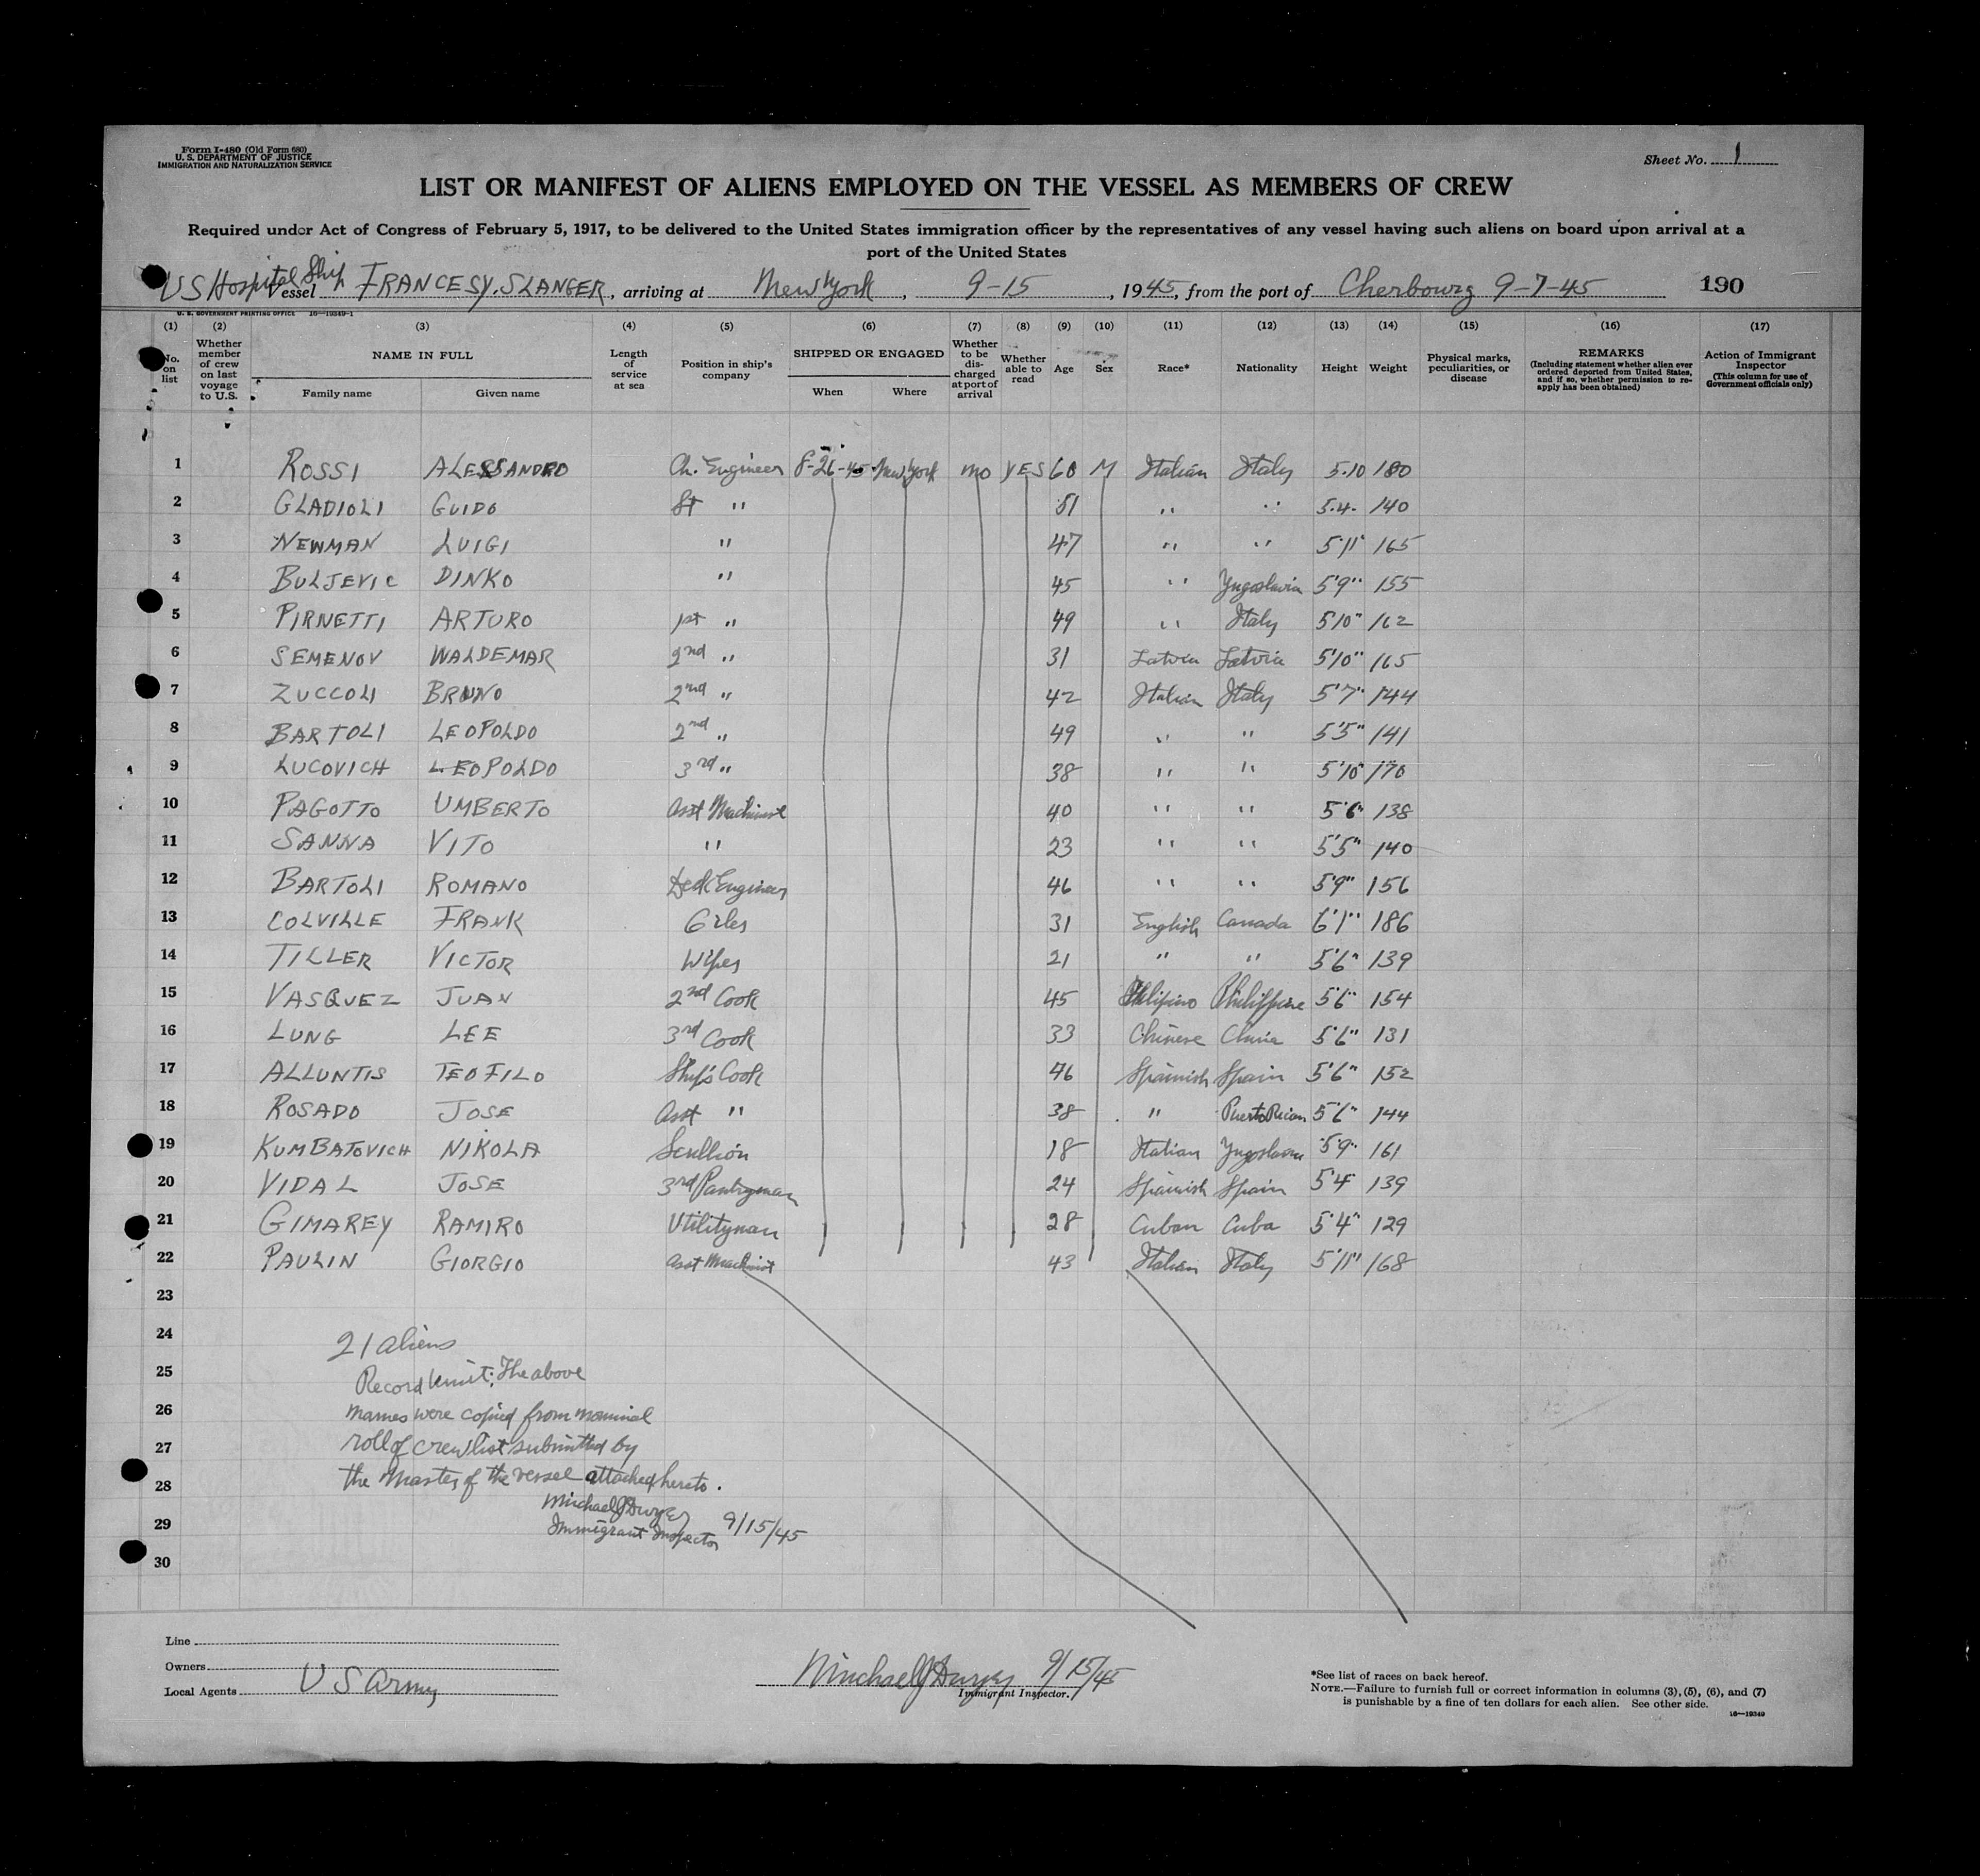 Form I-480 (Old Form 680)
U. S. DEPARTMENT OF JUSTICE
IMMIGRATION AND NATURALIZATION SERVICE
Sheet No. 1
LIST OR MANIFEST OF ALIENS EMPLOYED ON THE VESSEL AS MEMBERS OF CREW
Required under Act of Congress of February 5, 1917, to be delivered to the United States immigration officer by the representatives of any vessel having such aliens on board upon arrival at a
port of the United States
US Hospital Ship Vessel FRANCES Y. SLANGER, arriving at New York, 9-15, 1945, from the port of Cherbourg 9-7-45 190
U. S. GOVERNMENT PRINTING OFFICE 16—19349-1
(1) (2) (3) (4) (5) (6) (7) (8) (9) (10) (11) (12) (13) (14) (15) (16) (17)
No. on list
Whether member of crew on last voyage to U.S.
NAME IN FULL
Family name Given name
Length of service at sea
Position in ship's company
SHIPPED OR ENGAGED
When Where
Whether to be discharged at port of arrival
Whether able to read
Age
Sex
Race*
Nationality
Height
Weight
Physical marks, peculiarities, or disease
REMARKS
(Including statement whether alien ever ordered deported from United States, and if so, whether permission to reapply has been obtained)
Action of Immigrant Inspector
(This column for use of Government officials only)
1 ROSSI ALESSANDRO Ch. Engineer 8-26-45 New York no YES 60 M Italian Italy 5.10 180
2 GLADIOLI GUIDO St " 51 " " 5.4. 140
3 NEWMAN LUIGI " 47 " " 5'11" 165
4 BULJEVIC DINKO " 45 " Yugoslavia 5'9" 155
5 PIRNETTI ARTURO 1st " 49 " Italy 5'10" 162
6 SEMENOV WALDEMAR 2nd " 31 Latvia Latvia 5'10" 165
7 ZUCCOLI BRUNO 2nd " 42 Italian Italy 5'7" 144
8 BARTOLI LEOPOLDO 2nd " 49 " " 5'5" 141
9 LUCOVICH LEOPOLDO 3rd " 38 " " 5'10" 170
10 PAGOTTO UMBERTO Asst Machinist 40 " " 5'6" 138
11 SANNA VITO " 23 " " 5'5" 140
12 BARTOLI ROMANO Deck Engineer 46 " " 5'9" 156
13 COLVILLE FRANK Oiler 31 English Canada 6'1" 186
14 TILLER VICTOR Wiper 21 " " 5'6" 139
15 VASQUEZ JUAN 2nd Cook 45 Filipino Philippine 5'6" 154
16 LUNG LEE 3rd Cook 33 Chinese China 5'6" 131
17 ALLUNTIS TEOFILO Ship's Cook 46 Spanish Spain 5'6" 152
18 ROSADO JOSE Asst " 38 " Puerto Rican 5'6" 144
19 KUMBATOVICH NIKOLA Scullion 18 Italian Yugoslavia 5'9" 161
20 VIDAL JOSE 3rd Pantryman 24 Spanish Spain 5'4" 139
21 GIMAREY RAMIRO Utilityman 28 Cuban Cuba 5'4" 129
22 PAULIN GIORGIO Asst Machinist 43 Italian Italy 5'11" 168
23
24
25
26
27
28
29
30
21 aliens
Record Unit: The above
names were copied from nominal
roll of crew list submitted by
the Master of the vessel attached hereto.
Michael J Dwyer
Immigrant Inspector 9/15/45
Line
Owners
Local Agents US Army
Michael J Dwyer 9/15/45
Immigrant Inspector.
*See list of races on back hereof.
NOTE.—Failure to furnish full or correct information in columns (3), (5), (6), and (7)
is punishable by a fine of ten dollars for each alien. See other side.
16—19349